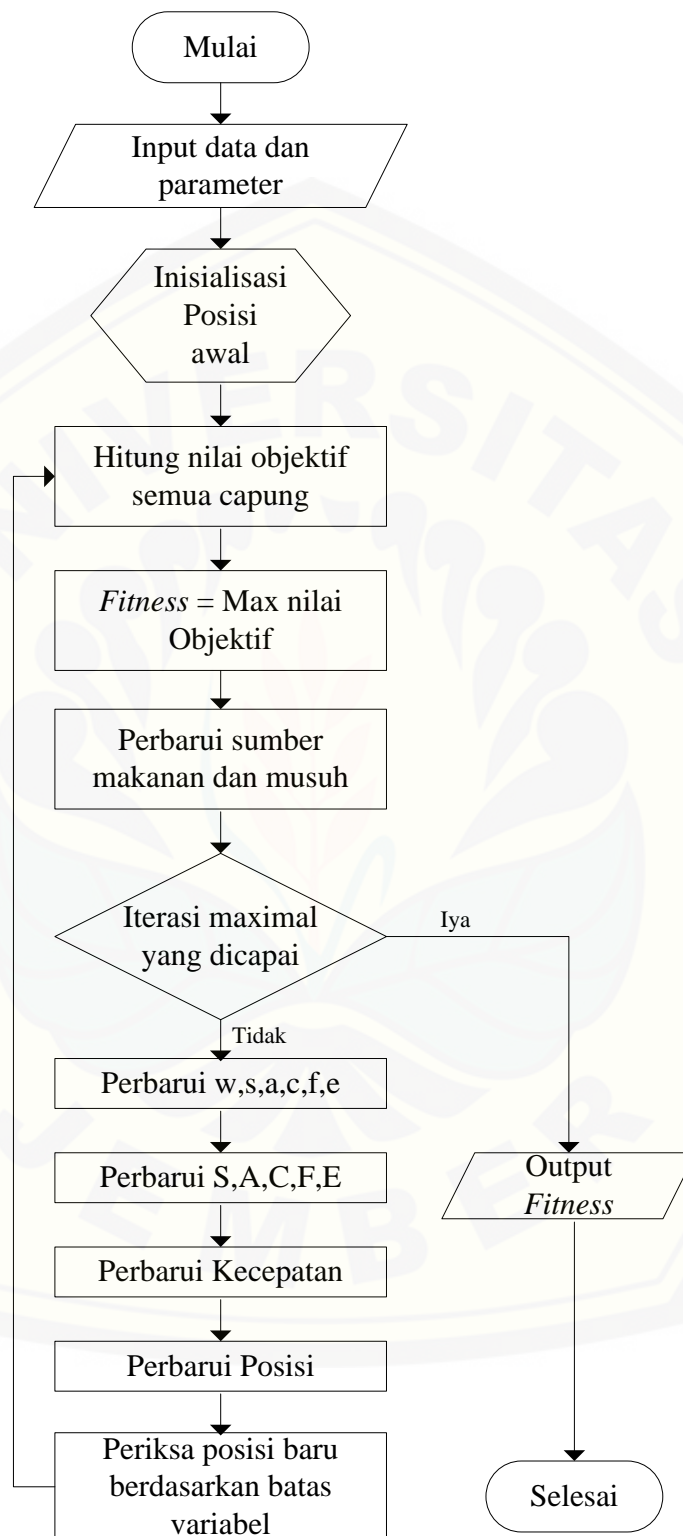 Mulai
Input data dan
parameter
Inisialisasi
Posisi
awal
Hitung nilai objektif
semua capung
Fitness = Max nilai
Objektif
Perbarui sumber
makanan dan musuh
Iterasi maximal
yang dicapai
Iya
Tidak
Perbarui w,s,a,c,f,e
Perbarui S,A,C,F,E
Perbarui Kecepatan
Perbarui Posisi
Periksa posisi baru
berdasarkan batas
variabel
Output
Fitness
Selesai
UNIVERSITAS
JEMBER